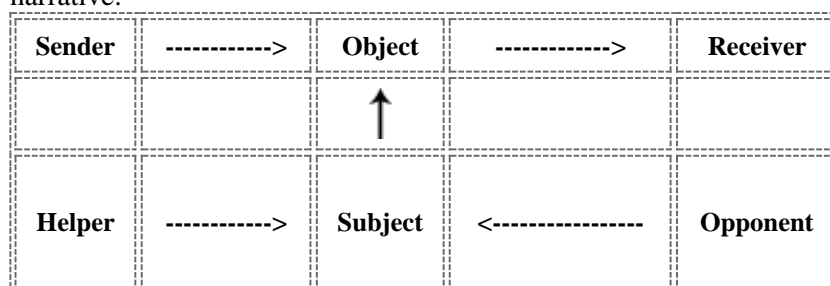 narrative.
Sender ------------> Object -------------> Receiver
Helper ------------> Subject <----------------- Opponent